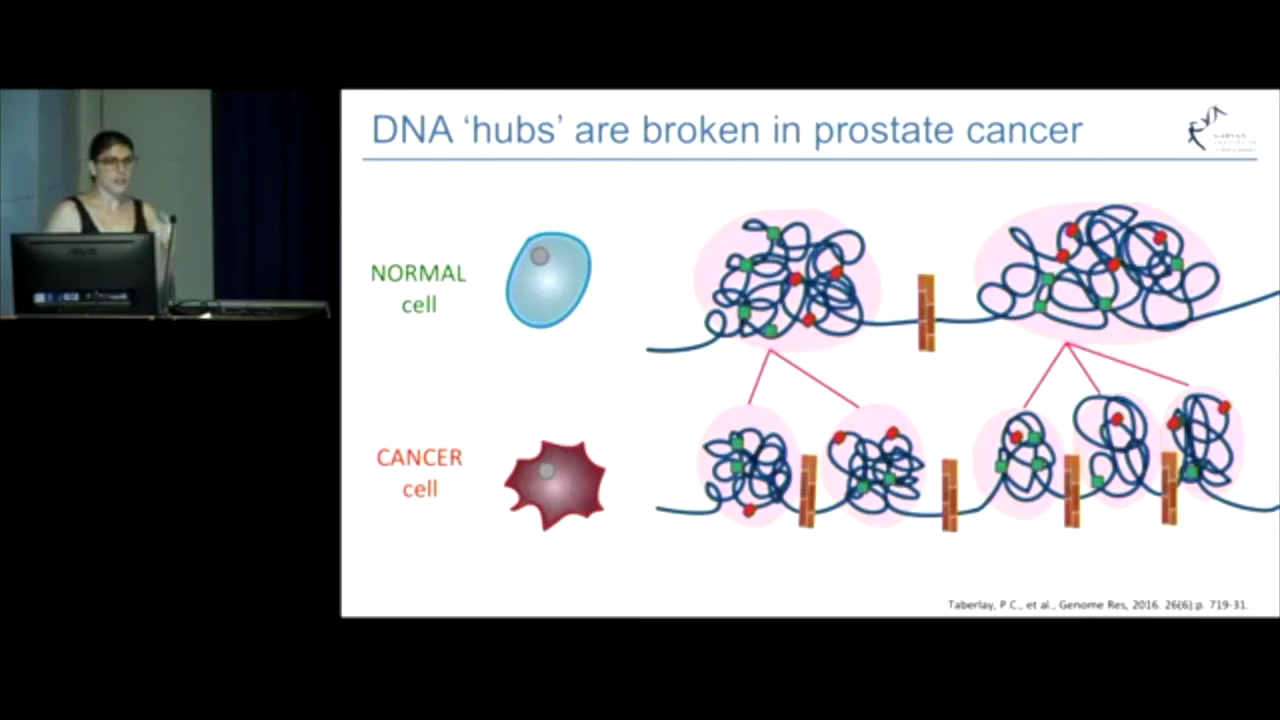 DNA ‘hubs’ are broken in prostate cancer
NORMAL
cell
CANCER
cell
Taberlay, P.C., et al., Genome Res, 2016. 26(6):p. 719-31.